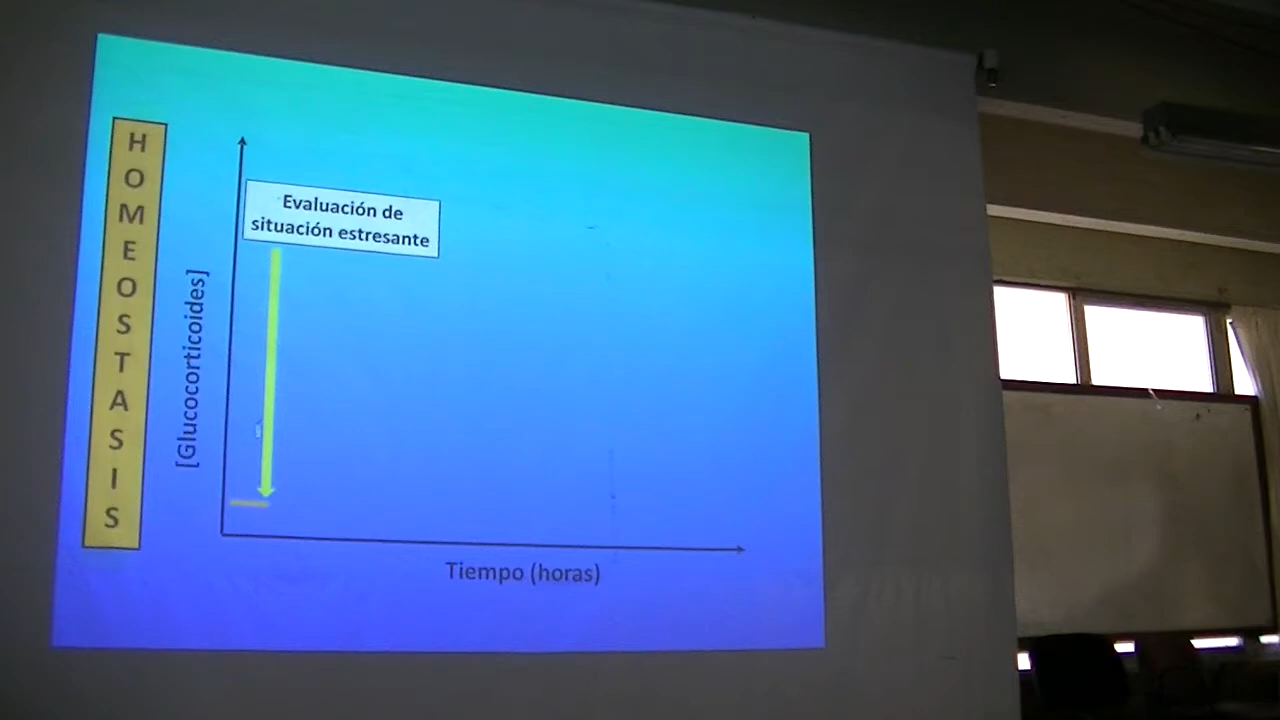 HOMEOSTASIS
Evaluación de
situación estresante
[Glucocorticoides]
Tiempo (horas)